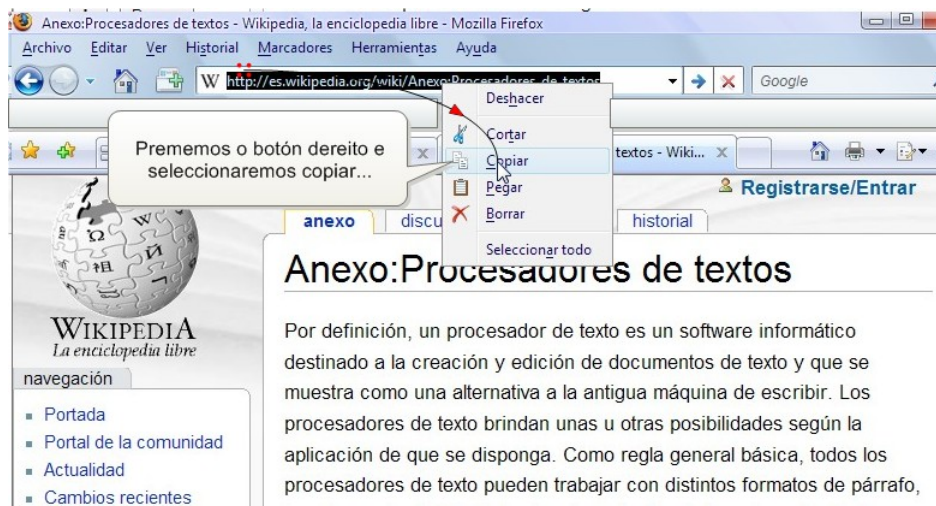 Anexo:Procesadores de textos - Wikipedia, la enciclopedia libre - Mozilla Firefox
Archivo Editar Ver Historial Marcadores Herramientas Ayuda
W http://es.wikipedia.org/wiki/Anexo:Procesadores_de_textos Google
Deshacer
Cortar
Copiar
Pegar
Borrar
Seleccionar todo
Prememos o botón dereito e
seleccionaremos copiar...
textos - Wiki...
Registrarse/Entrar
anexo discu historial
Anexo:Procesadores de textos
WIKIPEDIA
La enciclopedia libre
navegación
Portada
Portal de la comunidad
Actualidad
Cambios recientes
Por definición, un procesador de texto es un software informático
destinado a la creación y edición de documentos de texto y que se
muestra como una alternativa a la antigua máquina de escribir. Los
procesadores de texto brindan unas u otras posibilidades según la
aplicación de que se disponga. Como regla general básica, todos los
procesadores de texto pueden trabajar con distintos formatos de párrafo,